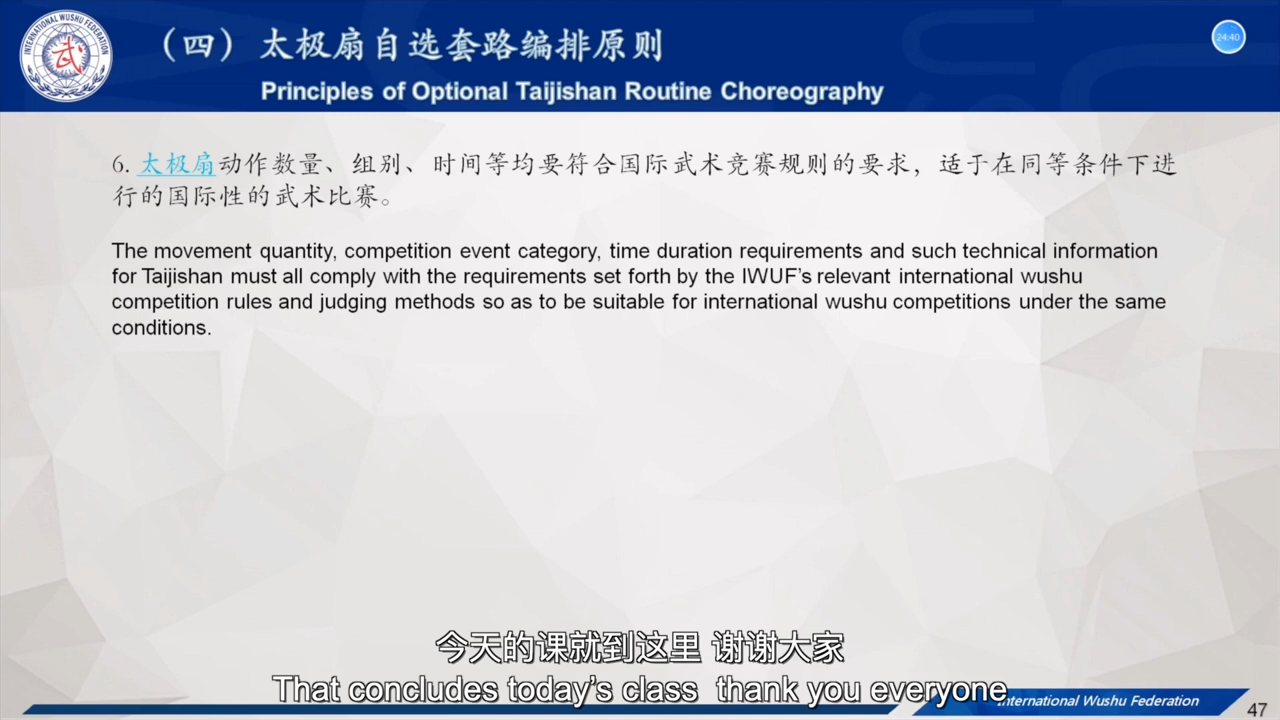 INTERNATIONAL WUSHU FEDERATION
武
（四）太极扇自选套路编排原则
24:40
Principles of Optional Taijishan Routine Choreography
6. 太极扇动作数量、组别、时间等均要符合国际武术竞赛规则的要求，适于在同等条件下进
行的国际性的武术比赛。
The movement quantity, competition event category, time duration requirements and such technical information
for Taijishan must all comply with the requirements set forth by the IWUF's relevant international wushu
competition rules and judging methods so as to be suitable for international wushu competitions under the same
conditions.
今天的课就到这里 谢谢大家
That concludes today's class thank you everyone
International Wushu Federation
47